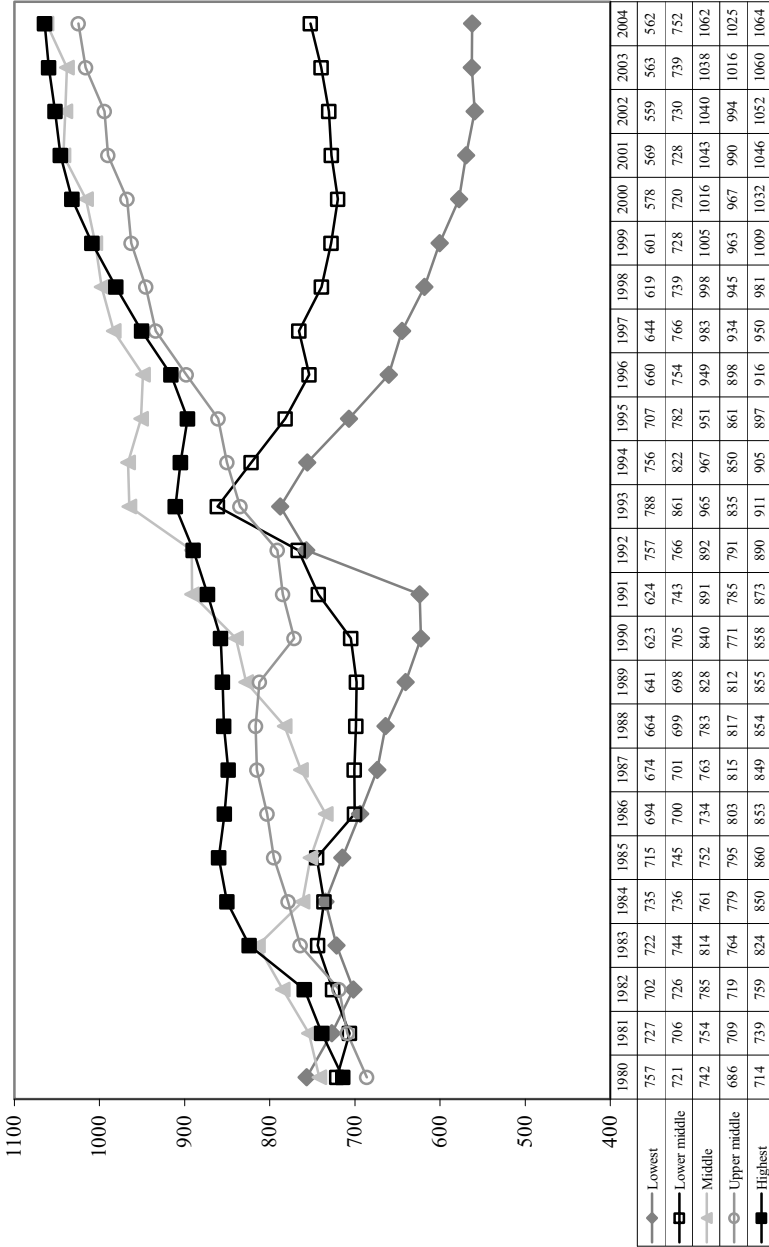 1100
1000
900
800
700
600
500
400
1980 1981 1982 1983 1984 1985 1986 1987 1988 1989 1990 1991 1992 1993 1994 1995 1996 1997 1998 1999 2000 2001 2002 2003 2004
Lowest 757 727 702 722 735 715 694 674 664 641 623 624 757 788 756 707 660 644 619 601 578 569 559 563 562
Lower middle 721 706 726 744 736 745 700 701 699 698 705 743 766 861 822 782 754 766 739 728 720 728 730 739 752
Middle 742 754 785 814 761 752 734 763 783 828 840 891 892 965 967 951 949 983 998 1005 1016 1043 1040 1038 1062
Upper middle 686 709 719 764 779 795 803 815 817 812 771 785 791 835 850 861 898 934 945 963 967 990 994 1016 1025
Highest 714 739 759 824 850 860 853 849 854 855 858 873 890 911 905 897 916 950 981 1009 1032 1046 1052 1060 1064